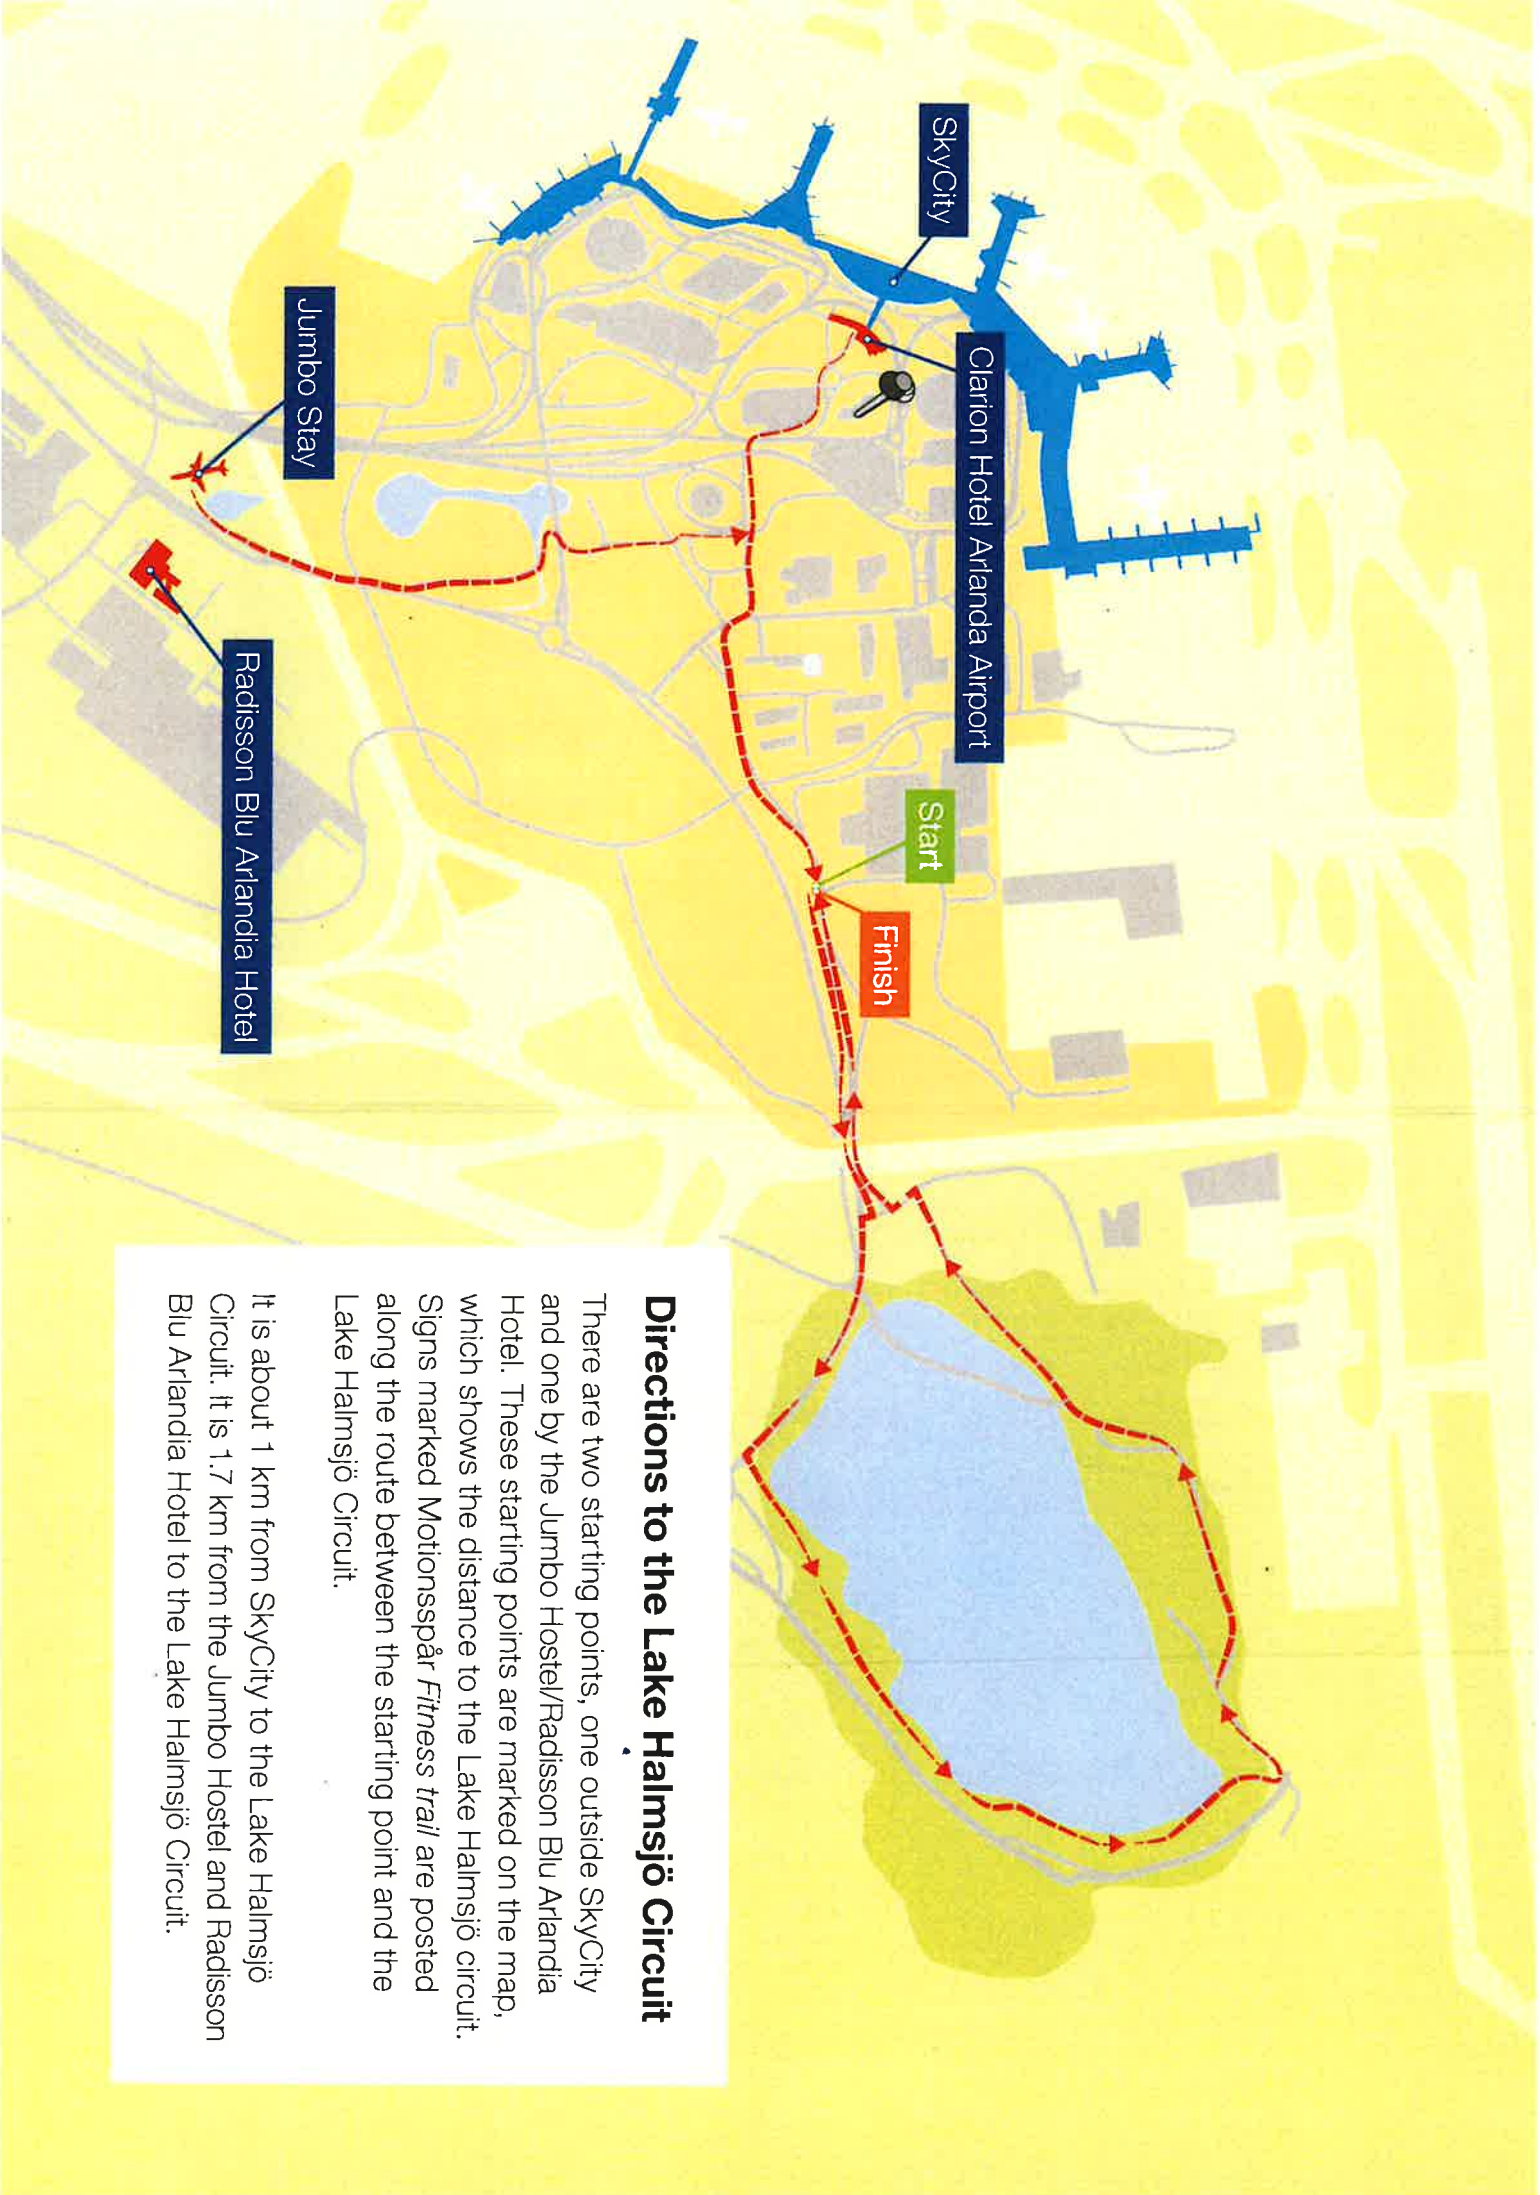 SkyCity
Clarion Hotel Arlanda Airport
Jumbo Stay
Radisson Blu Arlandia Hotel
Start
Finish
Directions to the Lake Halmsjö Circuit
There are two starting points, one outside SkyCity
and one by the Jumbo Hostel/Radisson Blu Arlandia
Hotel. These starting points are marked on the map,
which shows the distance to the Lake Halmsjö circuit.
Signs marked Motionsspår Fitness trail are posted
along the route between the starting point and the
Lake Halmsjö Circuit.
It is about 1 km from SkyCity to the Lake Halmsjö
Circuit. It is 1.7 km from the Jumbo Hostel and Radisson
Blu Arlandia Hotel to the Lake Halmsjö Circuit.